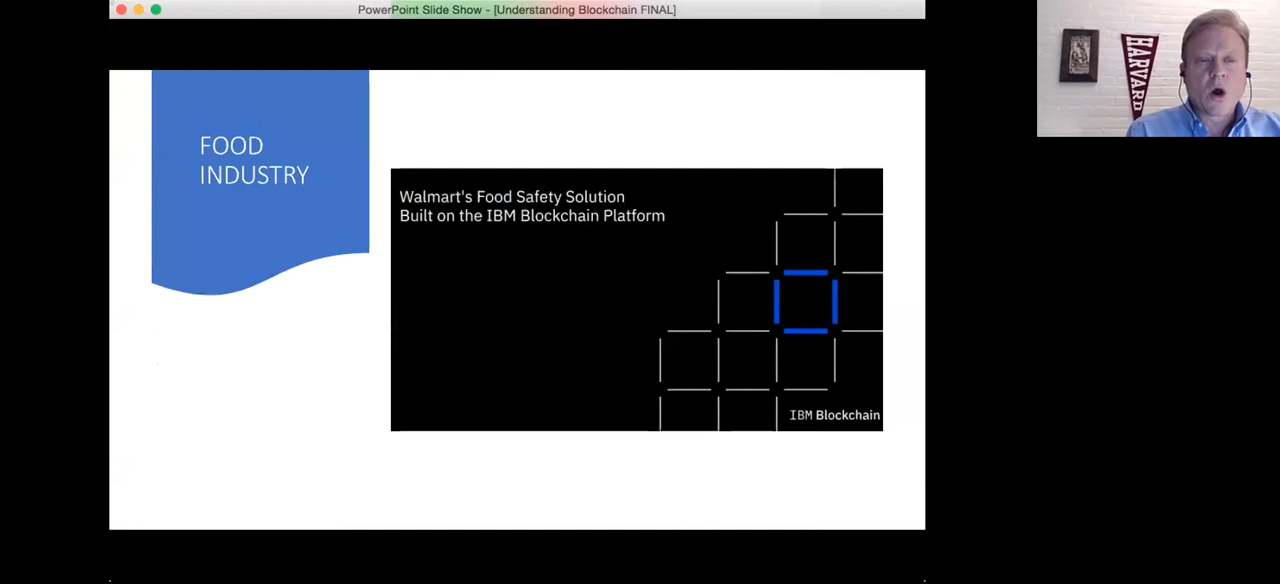 PowerPoint Slide Show - [Understanding Blockchain FINAL]
FOOD
INDUSTRY
Walmart's Food Safety Solution
Built on the IBM Blockchain Platform
IBM Blockchain
HARVARD